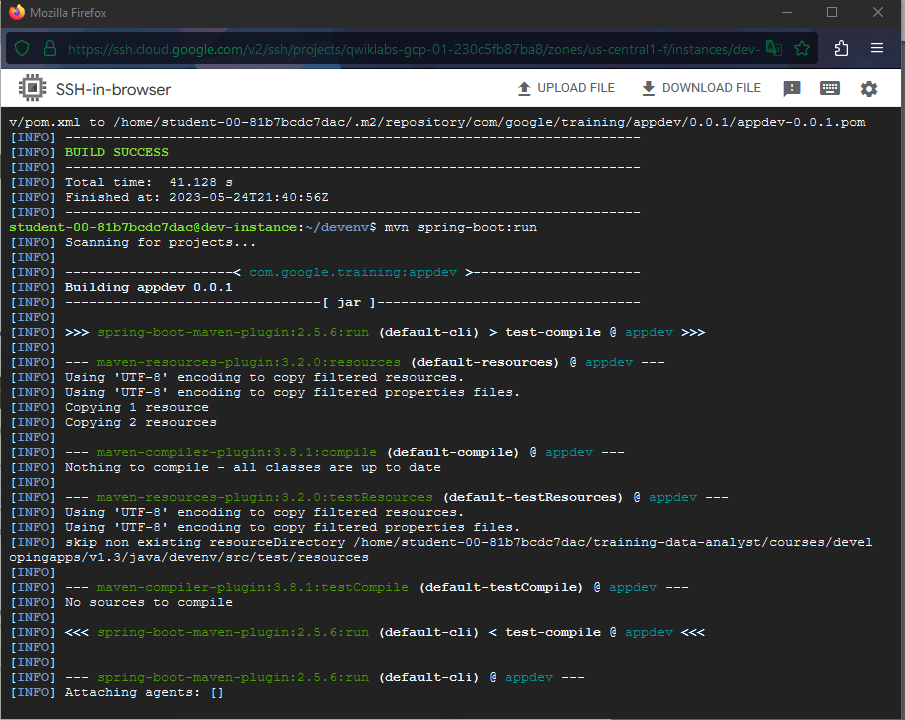 Mozilla Firefox
https://ssh.cloud.google.com/v2/ssh/projects/qwiklabs-gcp-01-230c5fb87ba8/zones/us-central1-f/instances/dev-
SSH-in-browser
UPLOAD FILE
DOWNLOAD FILE
v/pom.xml to /home/student-00-81b7bcdc7dac/.m2/repository/com/google/training/appdev/0.0.1/appdev-0.0.1.pom
[INFO] ------------------------------------------------------------------------
[INFO] BUILD SUCCESS
[INFO] ------------------------------------------------------------------------
[INFO] Total time:  41.128 s
[INFO] Finished at: 2023-05-24T21:40:56Z
[INFO] ------------------------------------------------------------------------
student-00-81b7bcdc7dac@dev-instance:~/devenv$ mvn spring-boot:run
[INFO] Scanning for projects...
[INFO]
[INFO] ---------------------< com.google.training:appdev >---------------------
[INFO] Building appdev 0.0.1
[INFO] --------------------------------[ jar ]---------------------------------
[INFO]
[INFO] >>> spring-boot-maven-plugin:2.5.6:run (default-cli) > test-compile @ appdev >>>
[INFO]
[INFO] --- maven-resources-plugin:3.2.0:resources (default-resources) @ appdev ---
[INFO] Using 'UTF-8' encoding to copy filtered resources.
[INFO] Using 'UTF-8' encoding to copy filtered properties files.
[INFO] Copying 1 resource
[INFO] Copying 2 resources
[INFO]
[INFO] --- maven-compiler-plugin:3.8.1:compile (default-compile) @ appdev ---
[INFO] Nothing to compile - all classes are up to date
[INFO]
[INFO] --- maven-resources-plugin:3.2.0:testResources (default-testResources) @ appdev ---
[INFO] Using 'UTF-8' encoding to copy filtered resources.
[INFO] Using 'UTF-8' encoding to copy filtered properties files.
[INFO] skip non existing resourceDirectory /home/student-00-81b7bcdc7dac/training-data-analyst/courses/devel
opingapps/v1.3/java/devenv/src/test/resources
[INFO]
[INFO] --- maven-compiler-plugin:3.8.1:testCompile (default-testCompile) @ appdev ---
[INFO] No sources to compile
[INFO]
[INFO] <<< spring-boot-maven-plugin:2.5.6:run (default-cli) < test-compile @ appdev <<<
[INFO]
[INFO]
[INFO] --- spring-boot-maven-plugin:2.5.6:run (default-cli) @ appdev ---
[INFO] Attaching agents: []